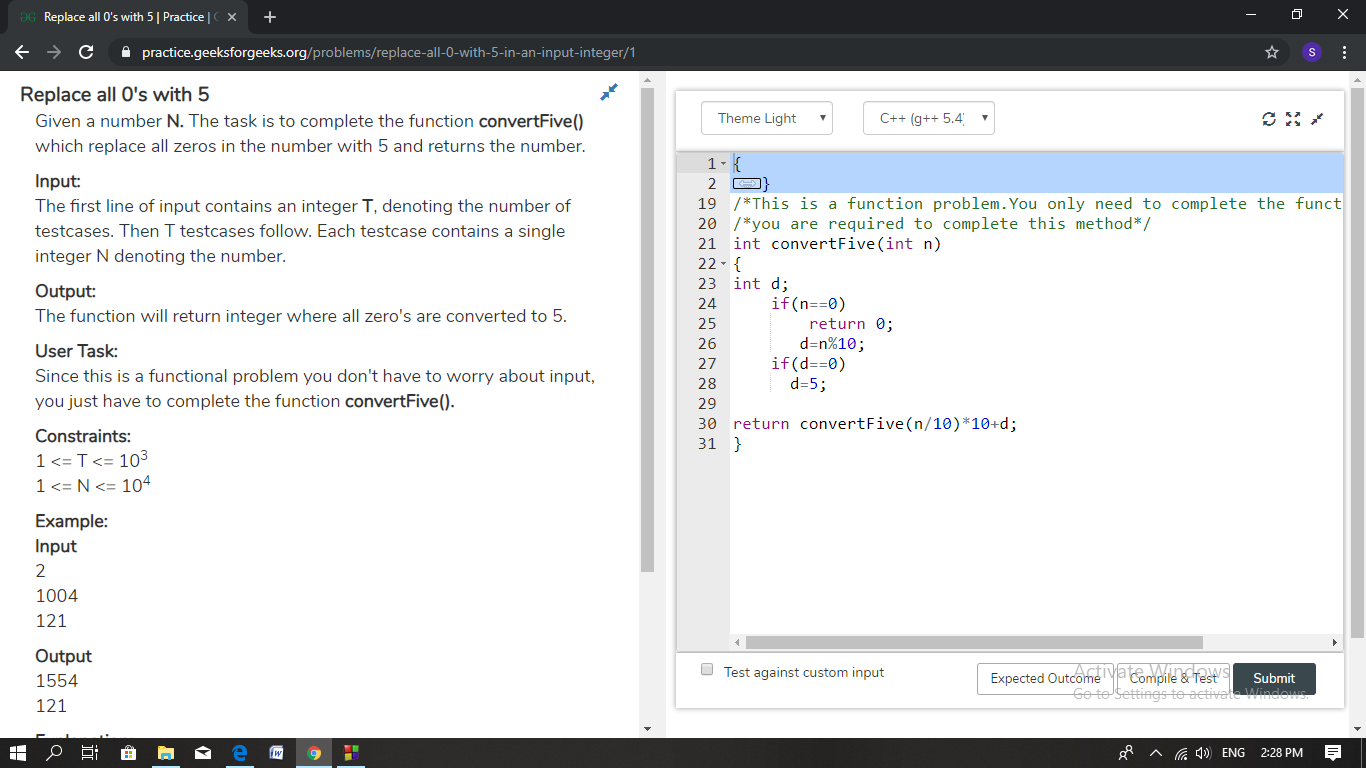 Replace all 0's with 5 | Practice |
practice.geeksforgeeks.org/problems/replace-all-0-with-5-in-an-input-integer/1
S
Replace all 0's with 5
Given a number N. The task is to complete the function convertFive()
which replace all zeros in the number with 5 and returns the number.
Input:
The first line of input contains an integer T, denoting the number of
testcases. Then T testcases follow. Each testcase contains a single
integer N denoting the number.
Output:
The function will return integer where all zero's are converted to 5.
User Task:
Since this is a functional problem you don't have to worry about input,
you just have to complete the function convertFive().
Constraints:
1 <= T <= 10³
1 <= N <= 10⁴
Example:
Input
2
1004
121
Output
1554
121
Theme Light
C++ (g++ 5.4)
1 {
2 }
19 /*This is a function problem.You only need to complete the funct
20 /*you are required to complete this method*/
21 int convertFive(int n)
22 {
23 int d;
24 if(n==0)
25 return 0;
26 d=n%10;
27 if(d==0)
28 d=5;
29
30 return convertFive(n/10)*10+d;
31 }
Test against custom input
Expected Outcome
Compile & Test
Submit
Activate Windows
Go to Settings to activate Windows.
ENG
2:28 PM